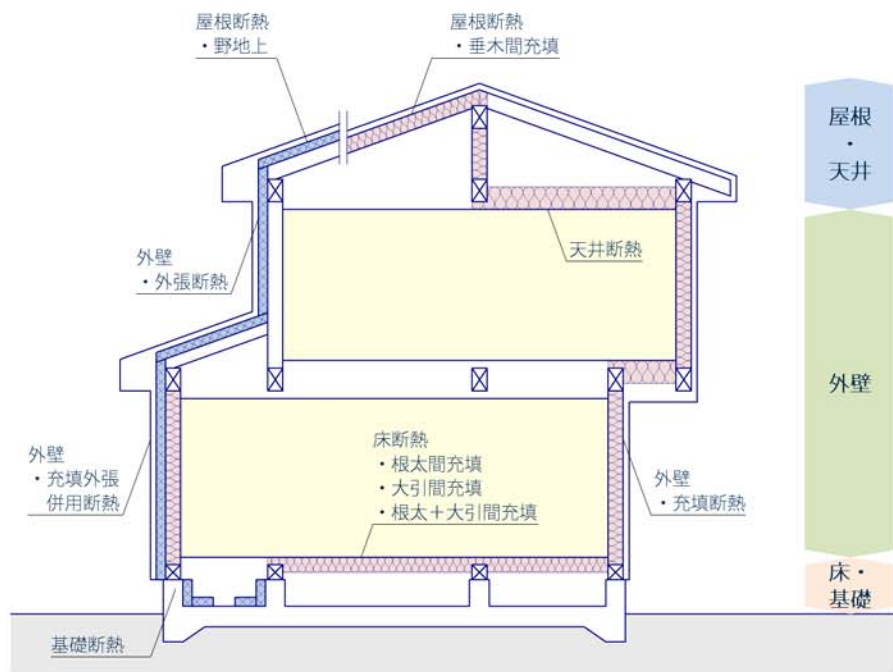 屋根断熱
・野地上
屋根断熱
・垂木間充填
屋根
・
天井
天井断熱
外壁
・外張断熱
外壁
床断熱
・根太間充填
・大引間充填
・根太＋大引間充填
外壁
・充填外張
併用断熱
外壁
・充填断熱
床・
基礎
基礎断熱